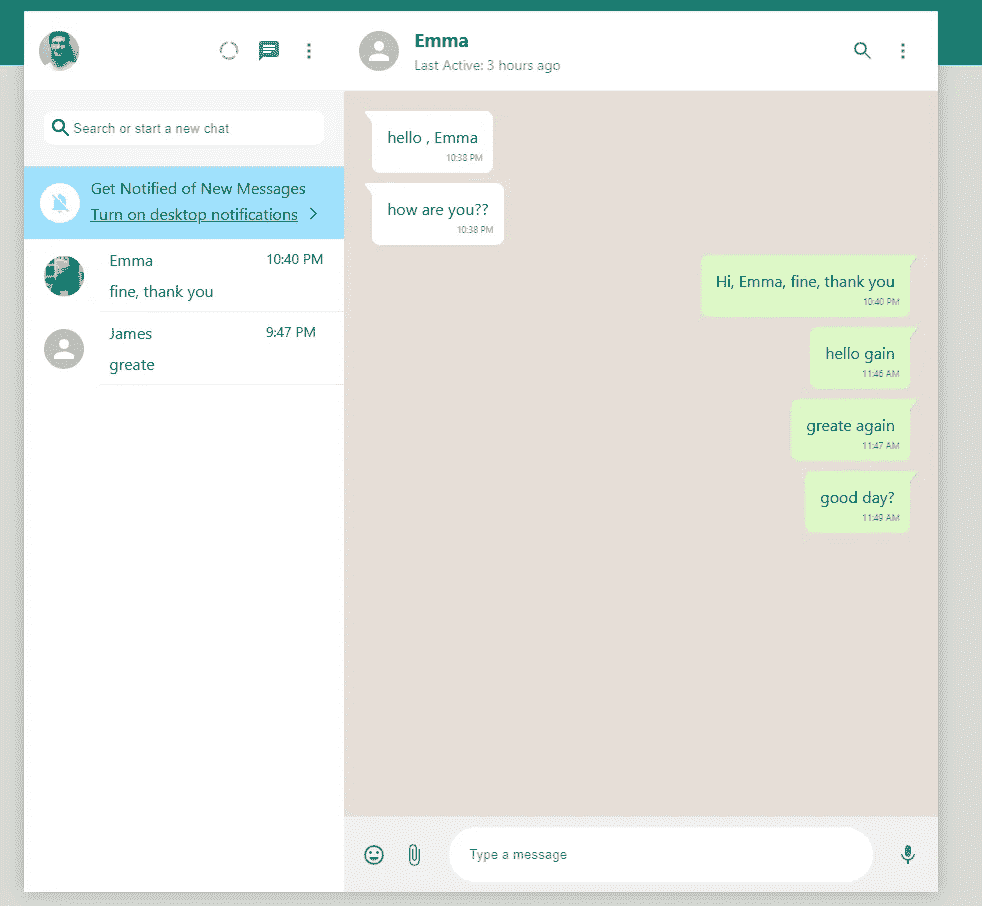 Search or start a new chat
Get Notified of New Messages
Turn on desktop notifications
Emma
10:40 PM
fine, thank you
James
9:47 PM
greate
Emma
Last Active: 3 hours ago
hello , Emma
10:38 PM
how are you??
10:38 PM
Hi, Emma, fine, thank you
10:40 PM
hello gain
11:46 AM
greate again
11:47 AM
good day?
11:49 AM
Type a message